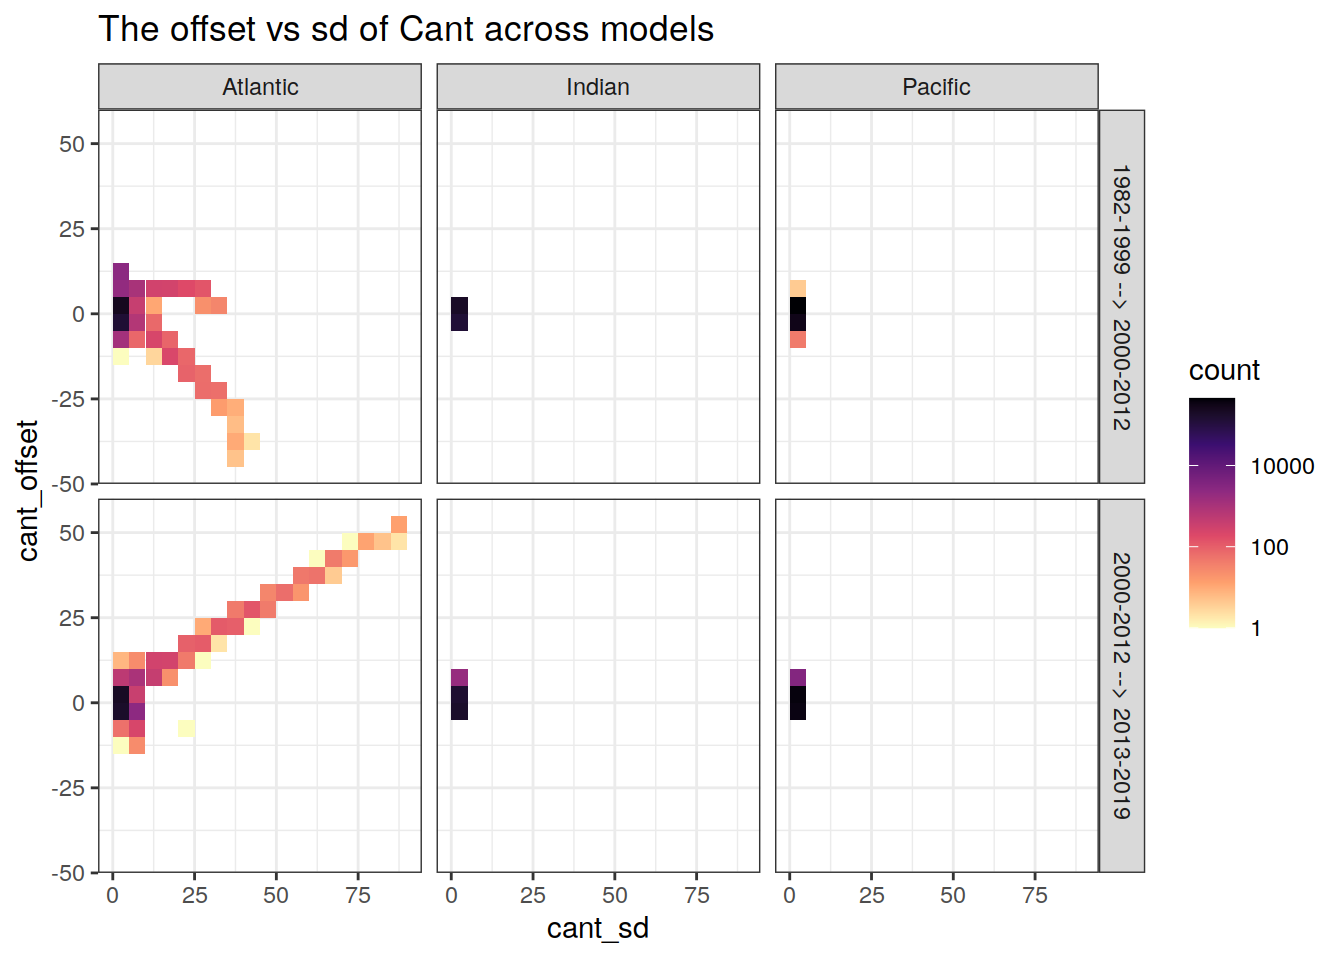 The offset vs sd of Cant across models
Atlantic
Indian
Pacific
50
25
0
-25
-50
1982-1999 --> 2000-2012
50
25
0
-25
-50
2000-2012 --> 2013-2019
0 25 50 75
0 25 50 75
0 25 50 75
cant_sd
cant_offset
count
10000
100
1